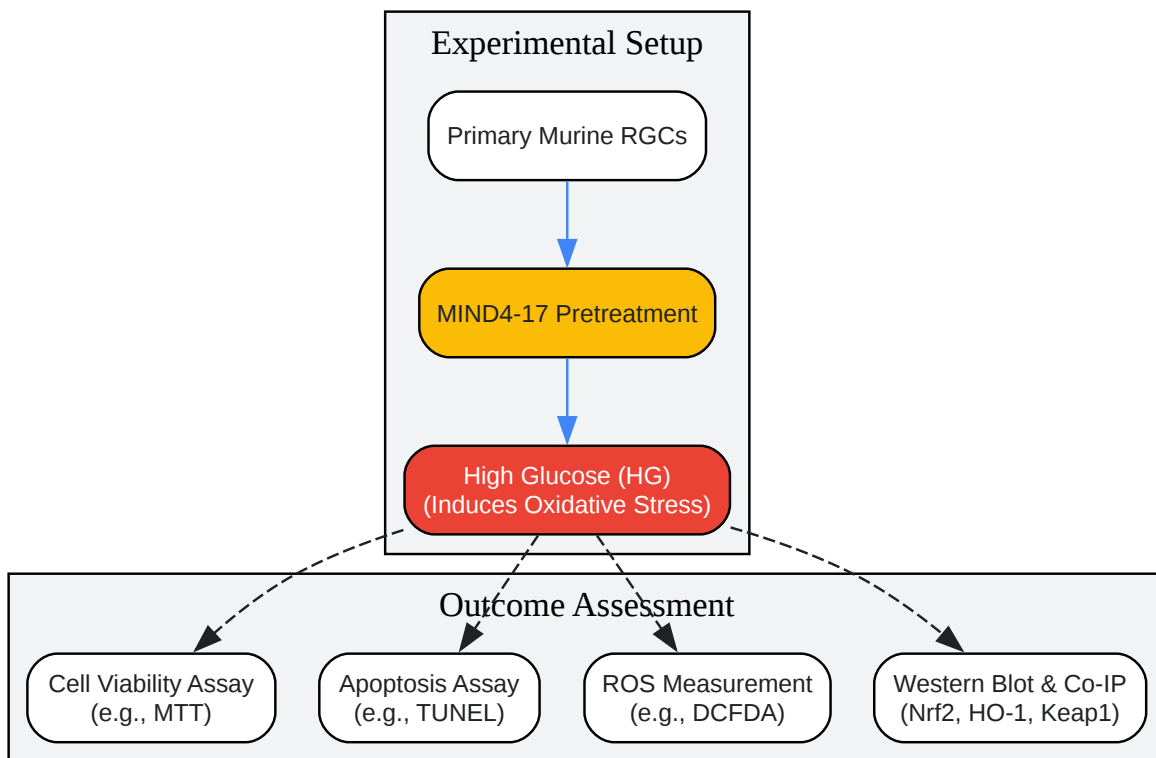 Experimental Setup
Primary Murine RGCs
MIND4-17 Pretreatment
High Glucose (HG)
(Induces Oxidative Stress)
Outcome Assessment
Cell Viability Assay
(e.g., MTT)
Apoptosis Assay
(e.g., TUNEL)
ROS Measurement
(e.g., DCFDA)
Western Blot & Co-IP
(Nrf2, HO-1, Keap1)